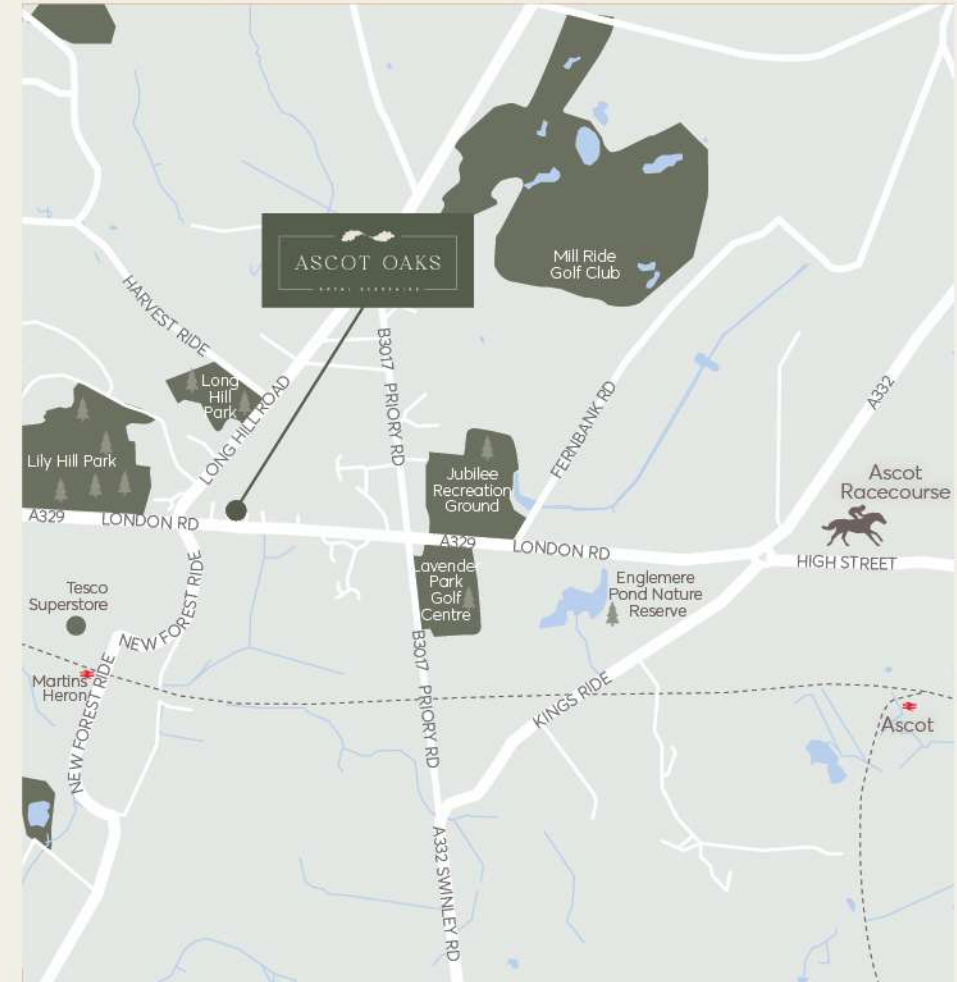 ASCOT OAKS
ROYAL BERKSHIRE
Mill Ride
Golf Club
HARVEST RIDE
Long
Hill
Park
LONG HILL ROAD
B3017 PRIORY RD
FERNBANK RD
A332
Lily Hill Park
Jubilee
Recreation
Ground
Ascot
Racecourse
A329 LONDON RD
A329 LONDON RD
HIGH STREET
Lavender
Park
Golf
Centre
Englemere
Pond Nature
Reserve
Tesco
Superstore
NEW FOREST RIDE
NEW FOREST RIDE
Martins
Heron
B3017 PRIORY RD
KINGS RIDE
Ascot
A332 SWINLEY RD